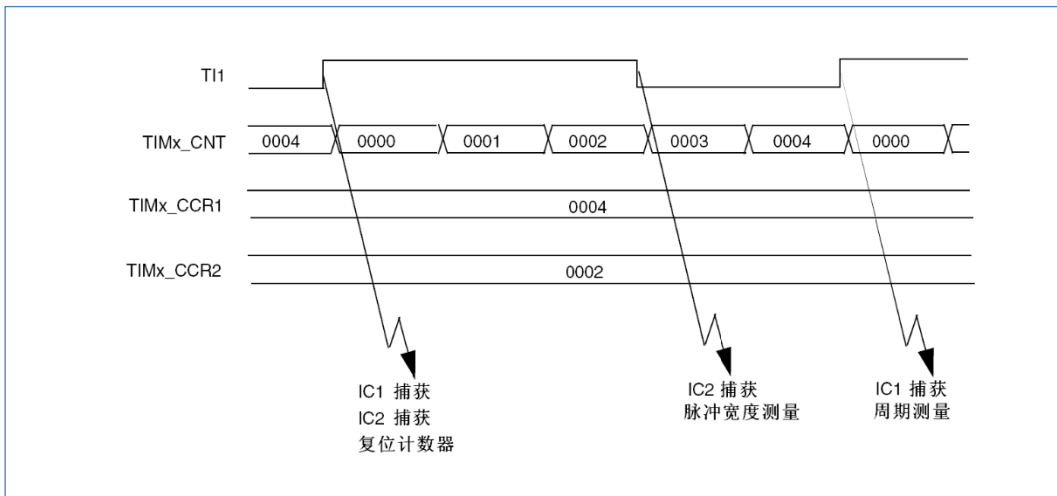 TI1
TIMx_CNT
0004 0000 0001 0002 0003 0004 0000
TIMx_CCR1
0004
TIMx_CCR2
0002
IC1 捕获
IC2 捕获
复位计数器
IC2 捕获
脉冲宽度测量
IC1 捕获
周期测量